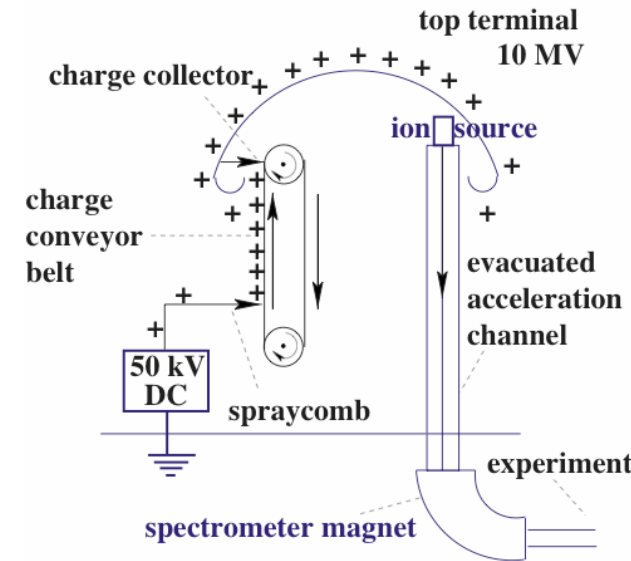 top terminal
10 MV
charge collector
ion source
charge
conveyor
belt
evacuated
acceleration
channel
50 kV
DC
spraycomb
experiment
spectrometer magnet